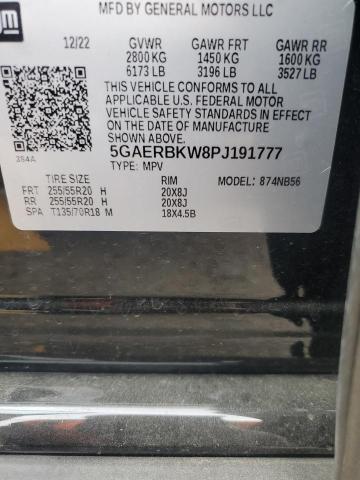 gm
MFD BY GENERAL MOTORS LLC
12/22 GVWR GAWR FRT GAWR RR
2800 KG 1450 KG 1600 KG
6173 LB 3196 LB 3527 LB
THIS VEHICLE CONFORMS TO ALL
APPLICABLE U.S. FEDERAL MOTOR
VEHICLE SAFETY STANDARDS IN EFFECT
ON THE DATE OF MANUFACTURE
SHOWN ABOVE.
384A
5GAERBKW8PJ191777
TYPE: MPV MODEL: 874NB56
TIRE SIZE RIM
FRT 255/55R20 H 20X8J
RR 255/55R20 H 20X8J
SPA T135/70R18 M 18X4.5B